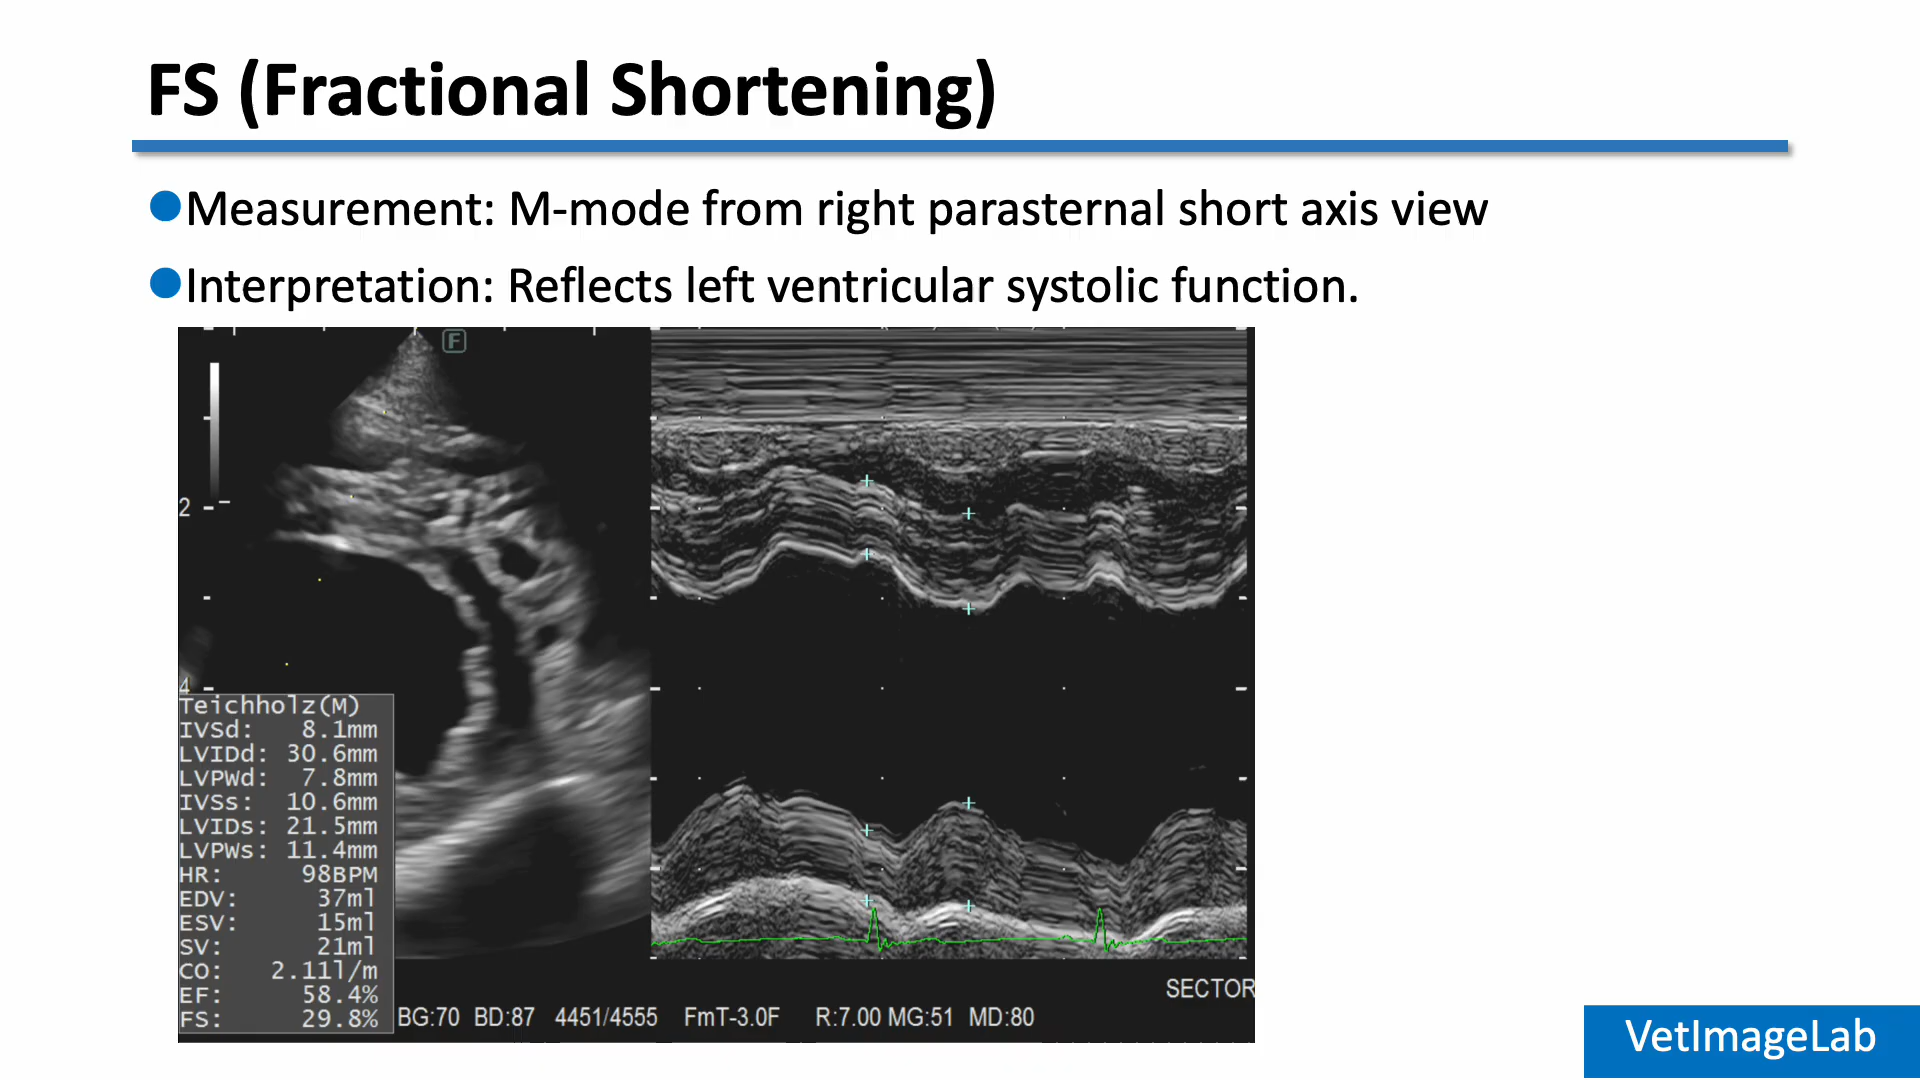 FS (Fractional Shortening)
Measurement: M-mode from right parasternal short axis view
Interpretation: Reflects left ventricular systolic function.
F
2
4
Teichholz(M)
IVSd: 8.1mm
LVIDd: 30.6mm
LVPWd: 7.8mm
IVSs: 10.6mm
LVIDs: 21.5mm
LVPWs: 11.4mm
HR: 98BPM
EDV: 37ml
ESV: 15ml
SV: 21ml
CO: 2.11l/m
EF: 58.4%
FS: 29.8%
SECTOR
BG:70 BD:87 4451/4555 FmT-3.0F R:7.00 MG:51 MD:80
VetImageLab